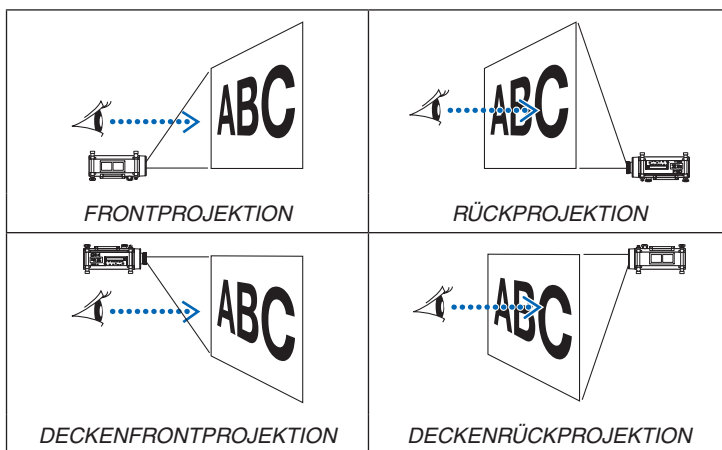 ABC
FRONTPROJEKTION
ABC
RÜCKPROJEKTION
ABC
DECKENFRONTPROJEKTION
ABC
DECKENRÜCKPROJEKTION